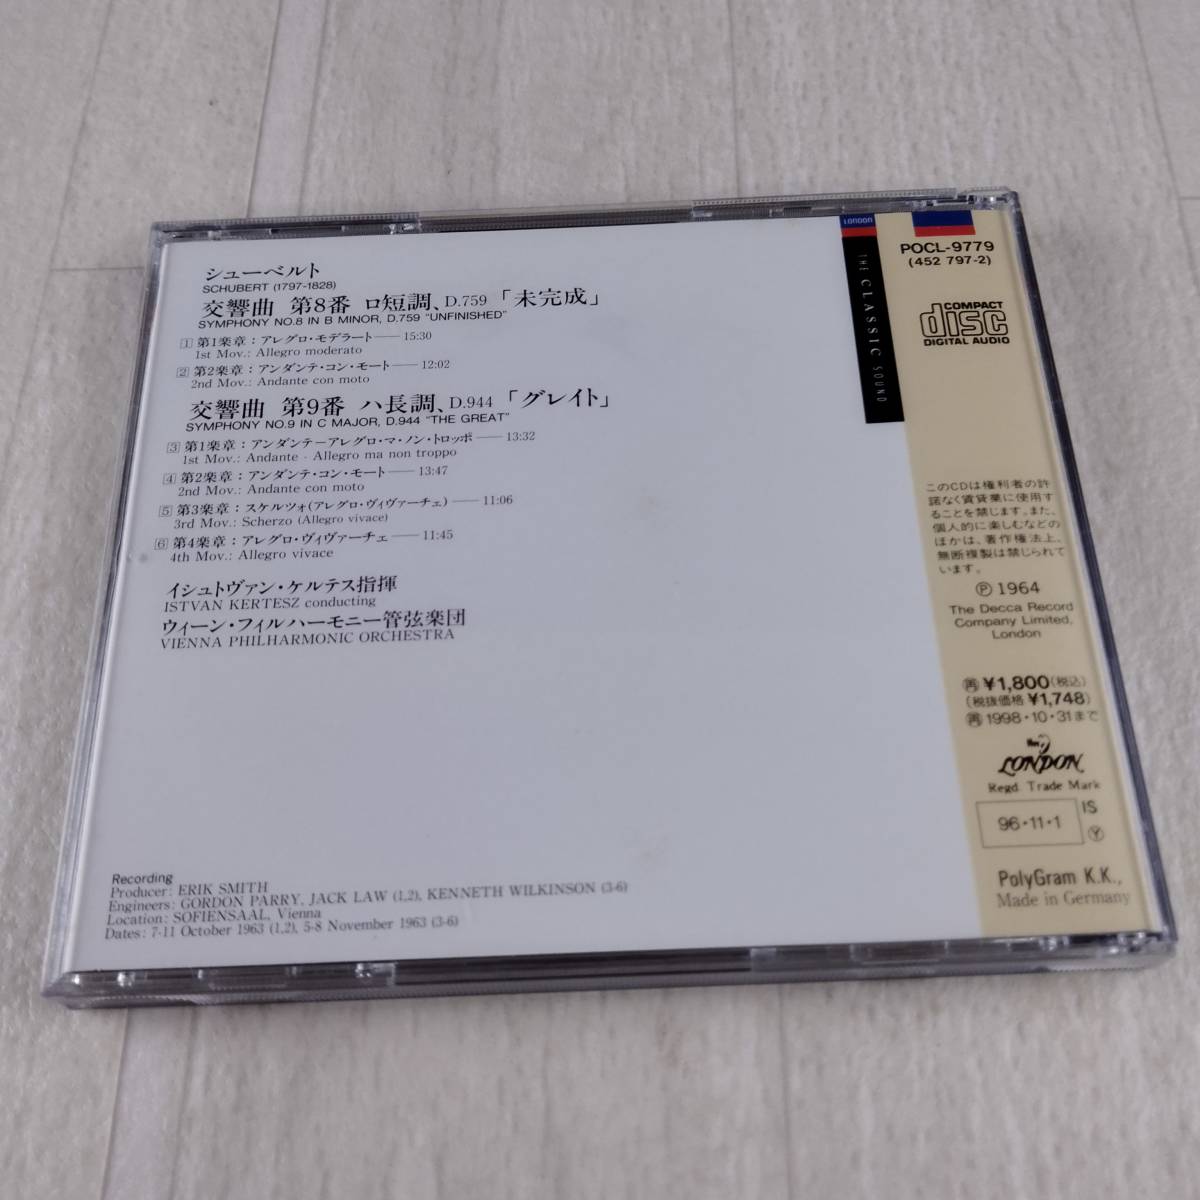 シューベルト
SCHUBERT (1797-1828)
交響曲 第8番 ロ短調、D.759 「未完成」
SYMPHONY NO.8 IN B MINOR, D.759 "UNFINISHED"
1 第1楽章：アレグロ・モデラート —— 15:30
1st Mov.: Allegro moderato
2 第2楽章：アンダンテ・コン・モート —— 12:02
2nd Mov.: Andante con moto
交響曲 第9番 ハ長調、D.944 「グレイト」
SYMPHONY NO.9 IN C MAJOR, D.944 "THE GREAT"
3 第1楽章：アンダンテーアレグロ・マ・ノン・トロッポ —— 13:32
1st Mov.: Andante - Allegro ma non troppo
4 第2楽章：アンダンテ・コン・モート —— 13:47
2nd Mov.: Andante con moto
5 第3楽章：スケルツォ(アレグロ・ヴィヴァーチェ) —— 11:06
3rd Mov.: Scherzo (Allegro vivace)
6 第4楽章：アレグロ・ヴィヴァーチェ —— 11:45
4th Mov.: Allegro vivace
イシュトヴァン・ケルテス指揮
ISTVAN KERTESZ conducting
ウィーン・フィルハーモニー管弦楽団
VIENNA PHILHARMONIC ORCHESTRA
Recording
Producer: ERIK SMITH
Engineers: GORDON PARRY, JACK LAW (1,2), KENNETH WILKINSON (3-6)
Location: SOFIENSAAL, Vienna
Dates: 7-11 October 1963 (1,2), 5-8 November 1963 (3-6)
LONDON
THE CLASSIC SOUND
POCL-9779
(452 797-2)
COMPACT
disc
DIGITAL AUDIO
このCDは権利者の許
諾なく賃貸業に使用す
ることを禁じます。また、
個人的に楽しむなどの
ほかは、著作権法上、
無断複製は禁じられて
います。
℗ 1964
The Decca Record
Company Limited,
London
再 ¥1,800(税込)
(税抜価格 ¥1,748)
再 1998・10・31まで
LONDON
Regd. Trade Mark
96・11・1
IS
Ⓨ
PolyGram K.K.,
Made in Germany